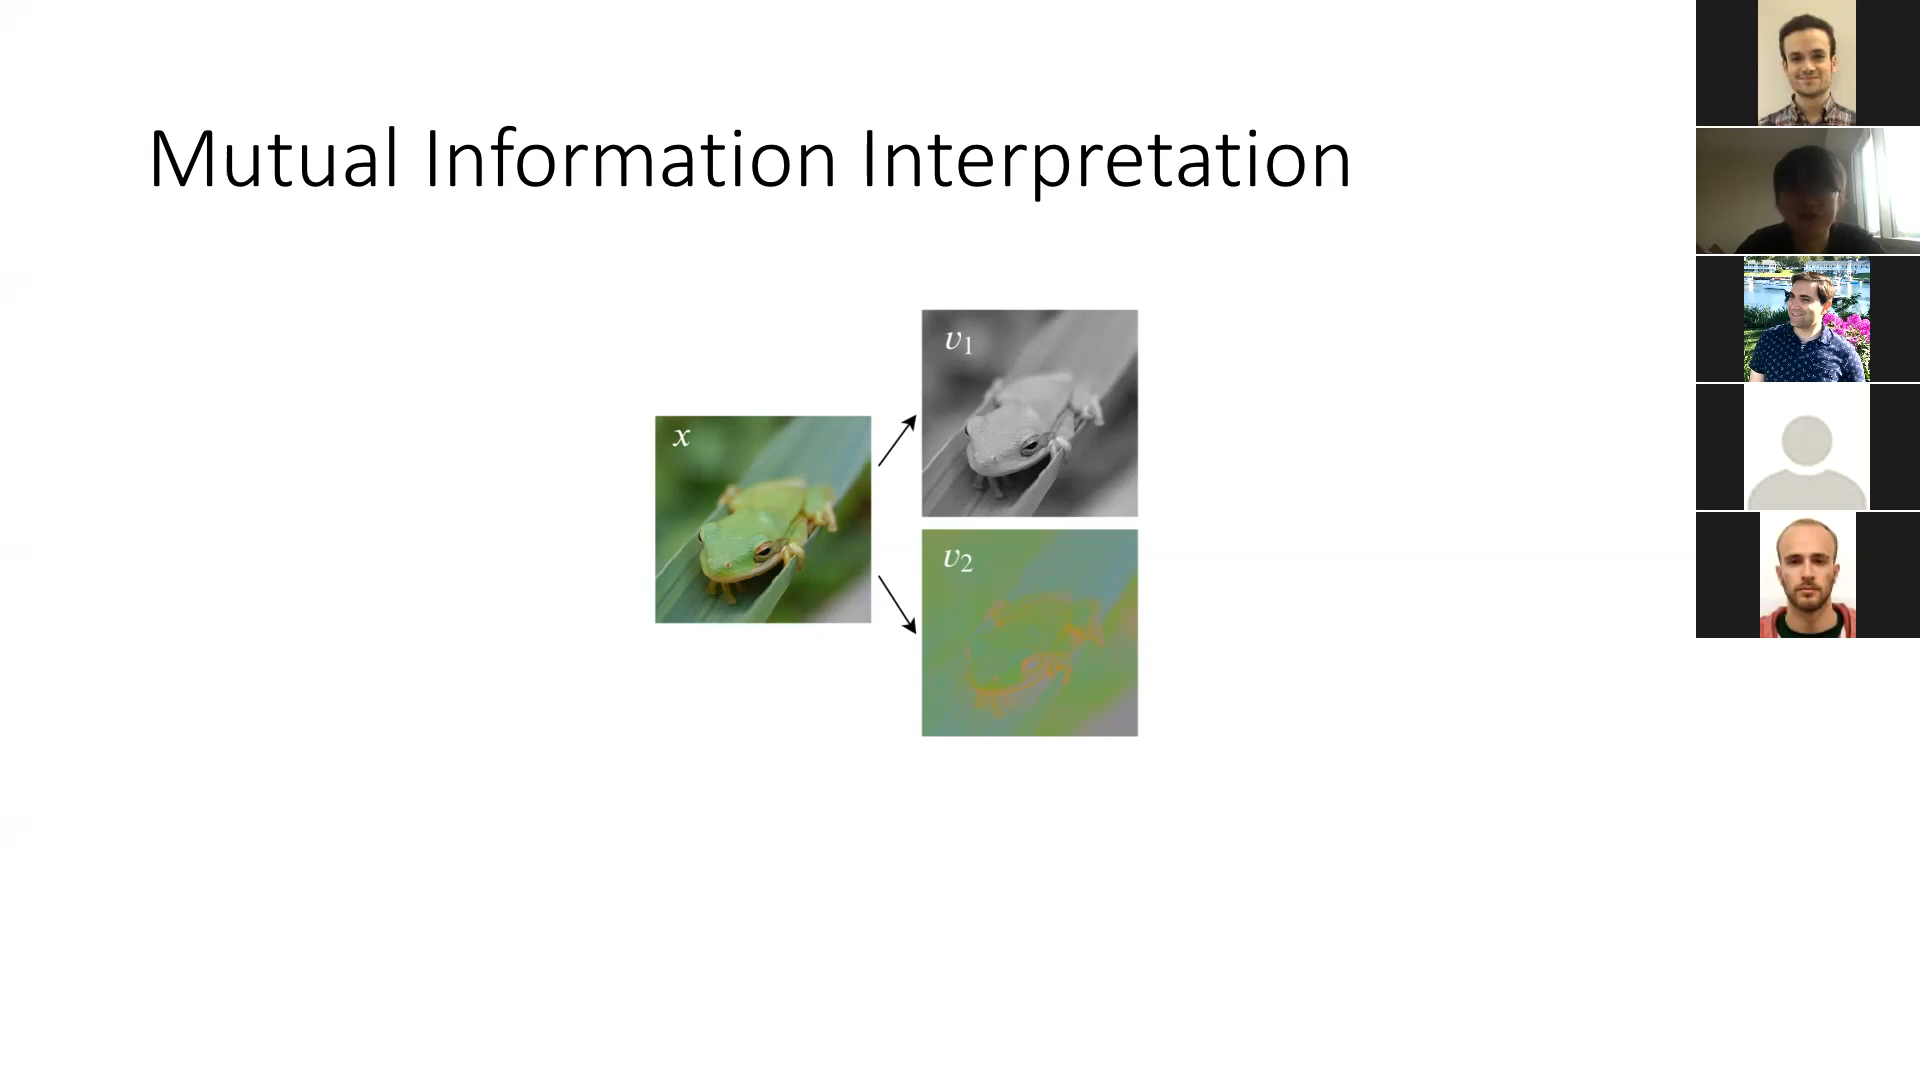 Mutual Information Interpretation
v₁
x
v₂